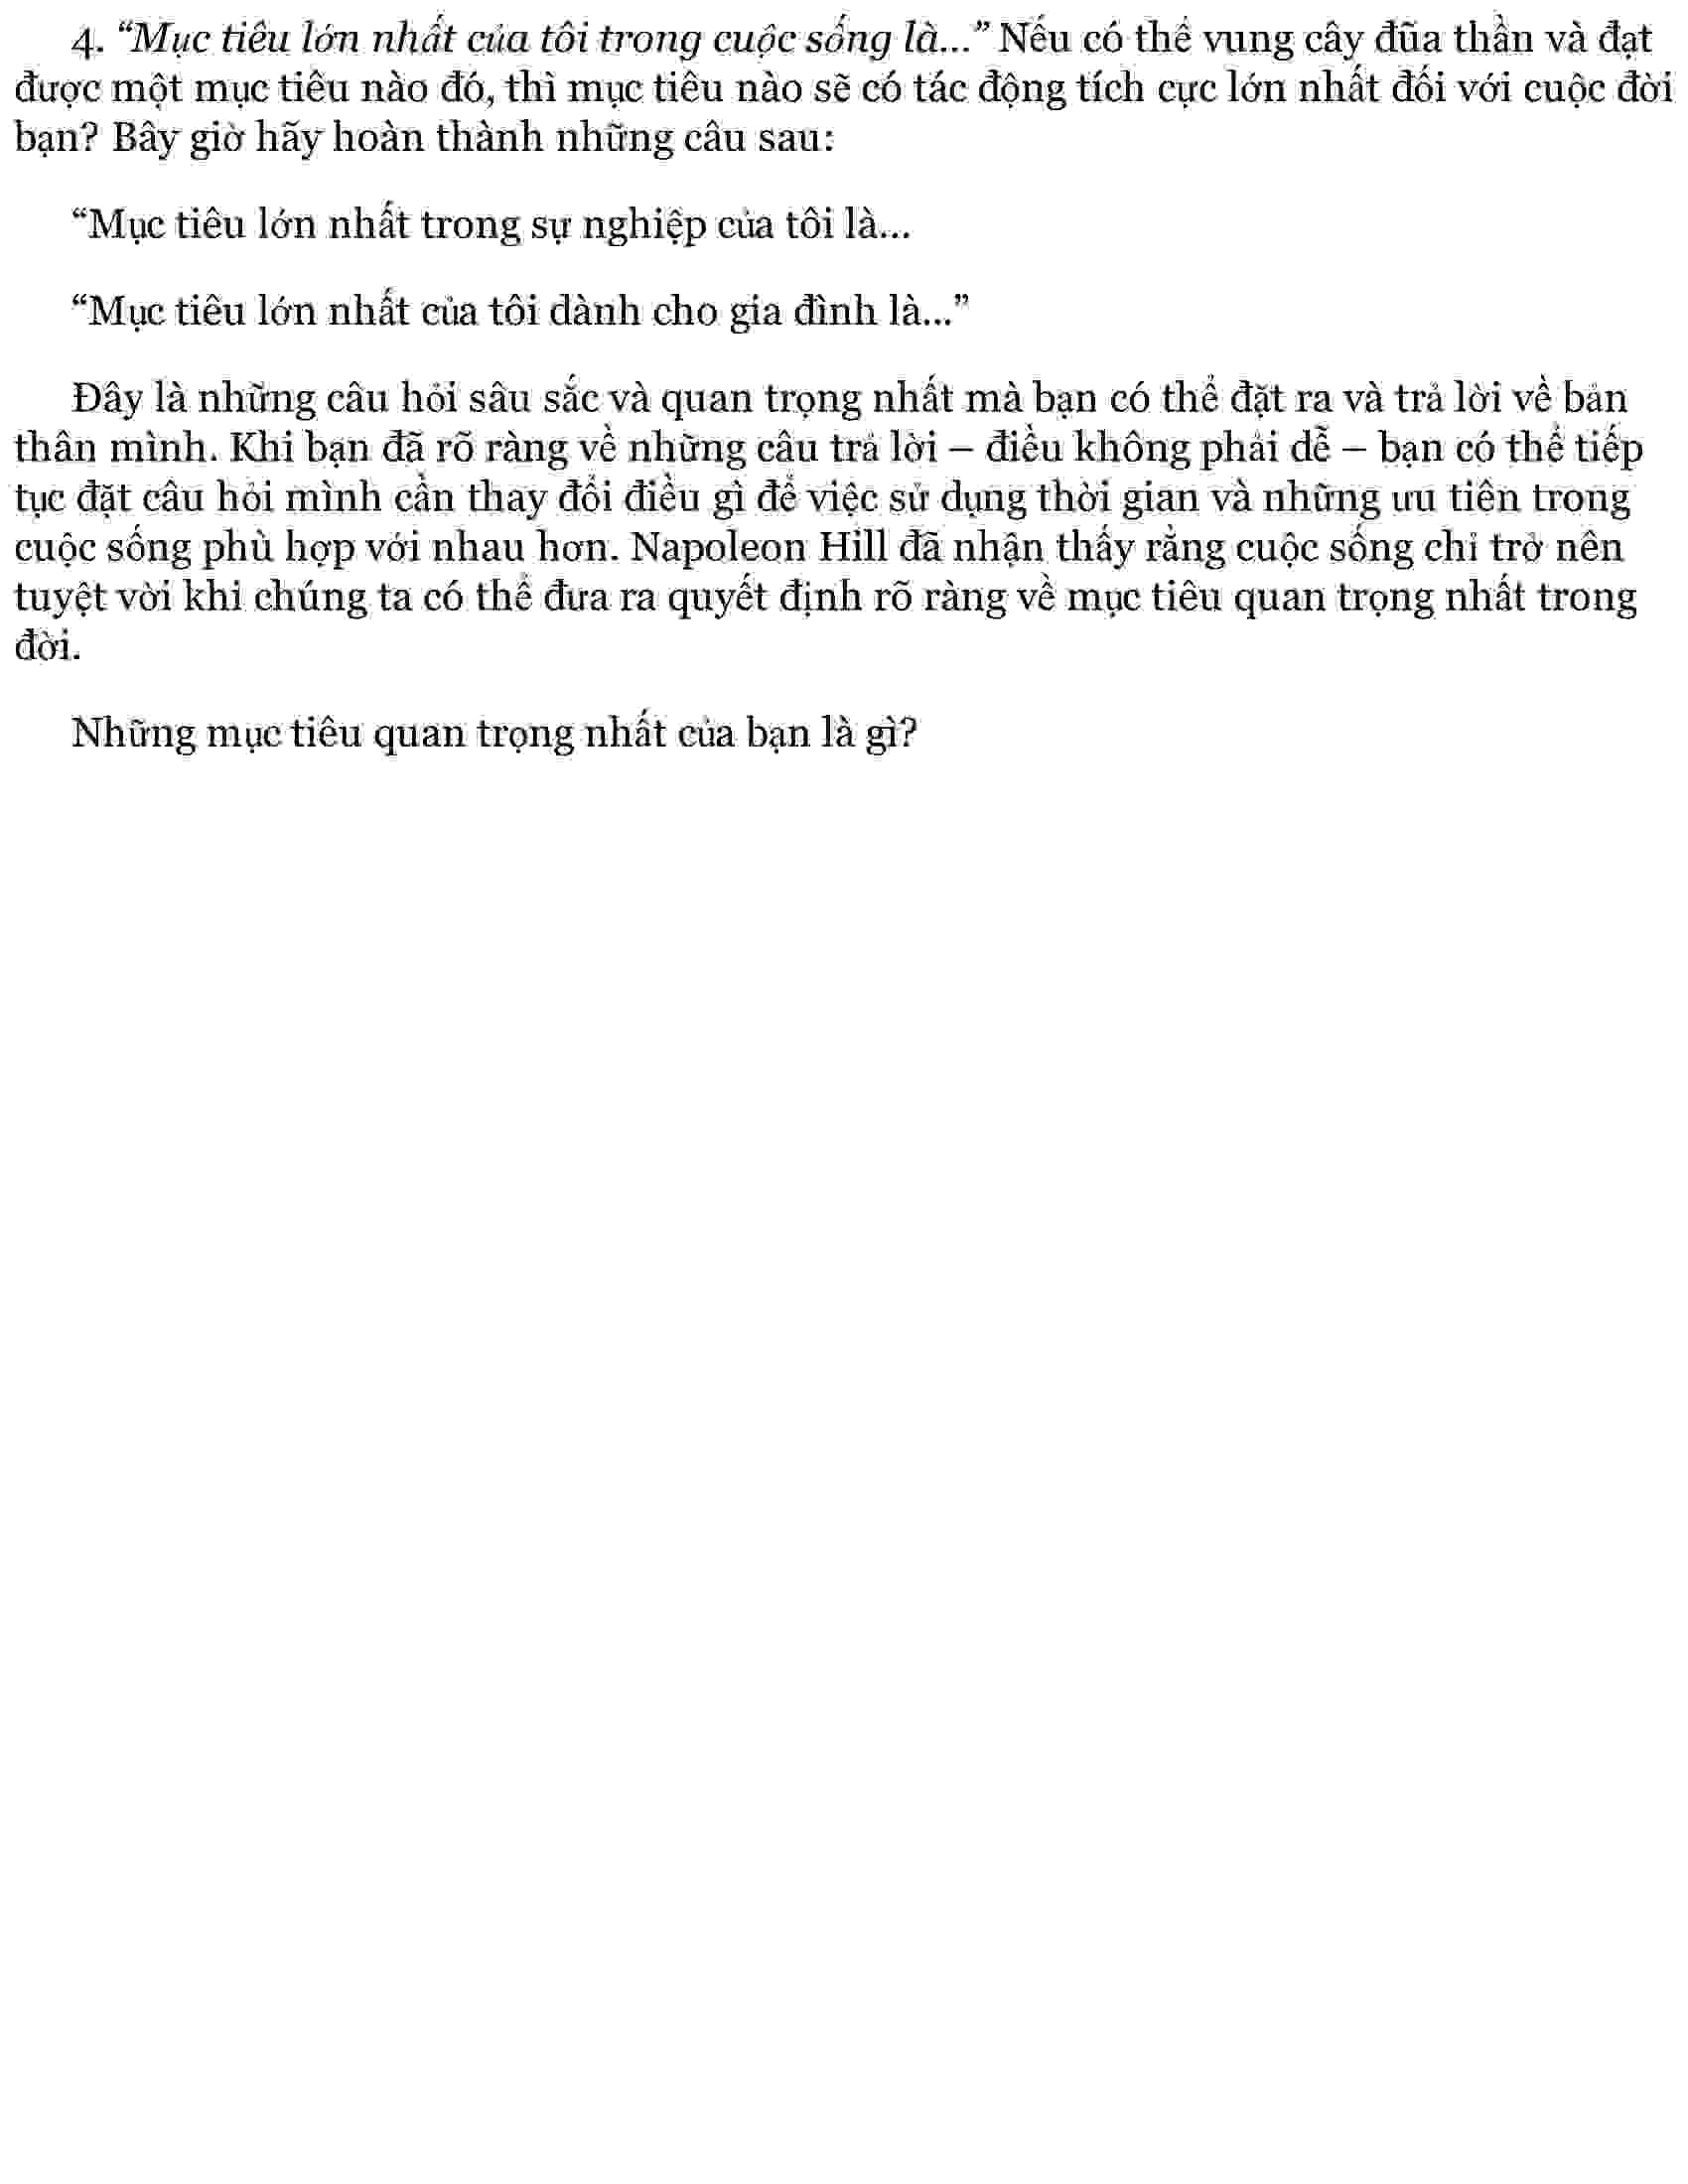 4. “Mục tiêu lớn nhất của tôi trong cuộc sống là...” Nếu có thể vung cây đũa thần và đạt
được một mục tiêu nào đó, thì mục tiêu nào sẽ có tác động tích cực lớn nhất đối với cuộc đời
bạn? Bây giờ hãy hoàn thành những câu sau:
“Mục tiêu lớn nhất trong sự nghiệp của tôi là...
“Mục tiêu lớn nhất của tôi dành cho gia đình là...”
Đây là những câu hỏi sâu sắc và quan trọng nhất mà bạn có thể đặt ra và trả lời về bản
thân mình. Khi bạn đã rõ ràng về những câu trả lời – điều không phải dễ – bạn có thể tiếp
tục đặt câu hỏi mình cần thay đổi điều gì để việc sử dụng thời gian và những ưu tiên trong
cuộc sống phù hợp với nhau hơn. Napoleon Hill đã nhận thấy rằng cuộc sống chỉ trở nên
tuyệt vời khi chúng ta có thể đưa ra quyết định rõ ràng về mục tiêu quan trọng nhất trong
đời.
Những mục tiêu quan trọng nhất của bạn là gì?